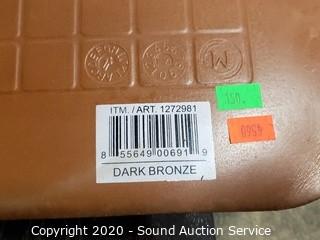 150.
4560
ITM. / ART. 1272981
8 55649 00691 9
DARK BRONZE
Copyright © 2020 - Sound Auction Service